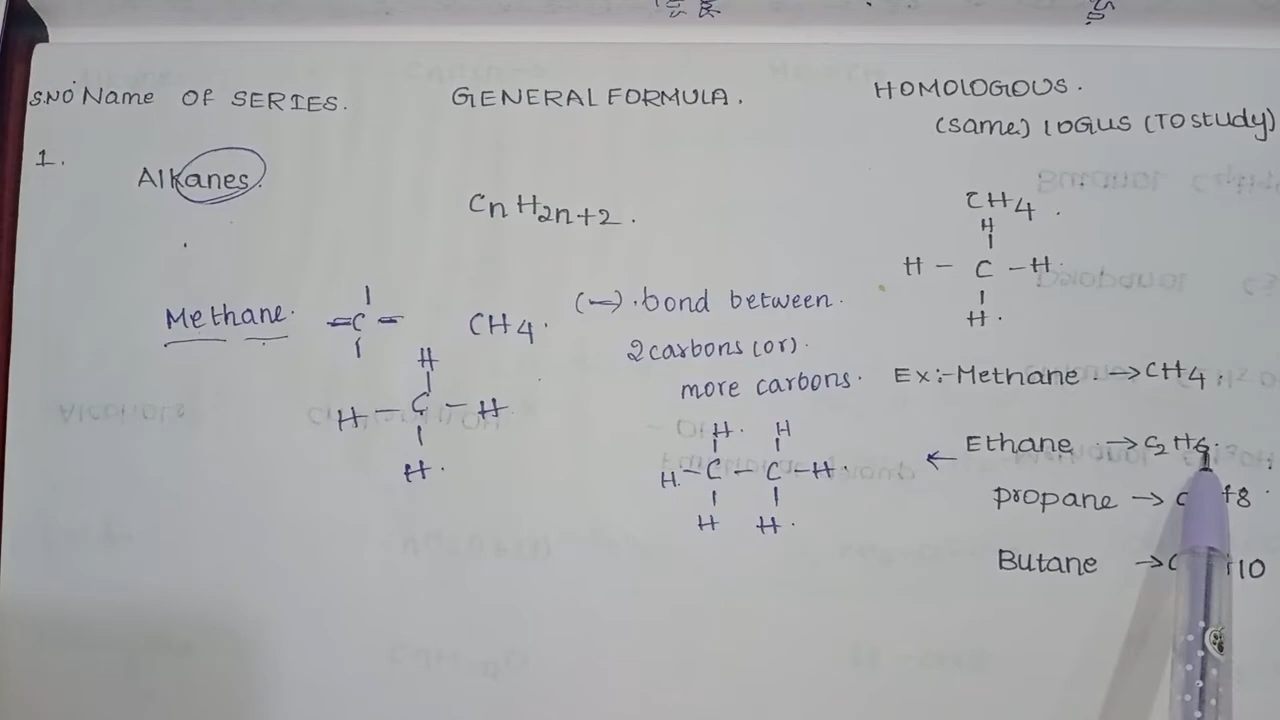 S.NO Name OF SERIES. GENERAL FORMULA. HOMOLOGOUS.
(same) LOGUS (TO study)
1.
Alkanes.
CnH2n+2.
CH4.
H
H - C - H.
H.
Methane. = C = CH4. (—). bond between.
2 carbons (or).
more carbons.
H
H - C - H
H.
Ex:- Methane. → CH4.
← Ethane. → C2H6.
H. H
H. - C - C - H.
H H.
propane → 8
Butane → 10